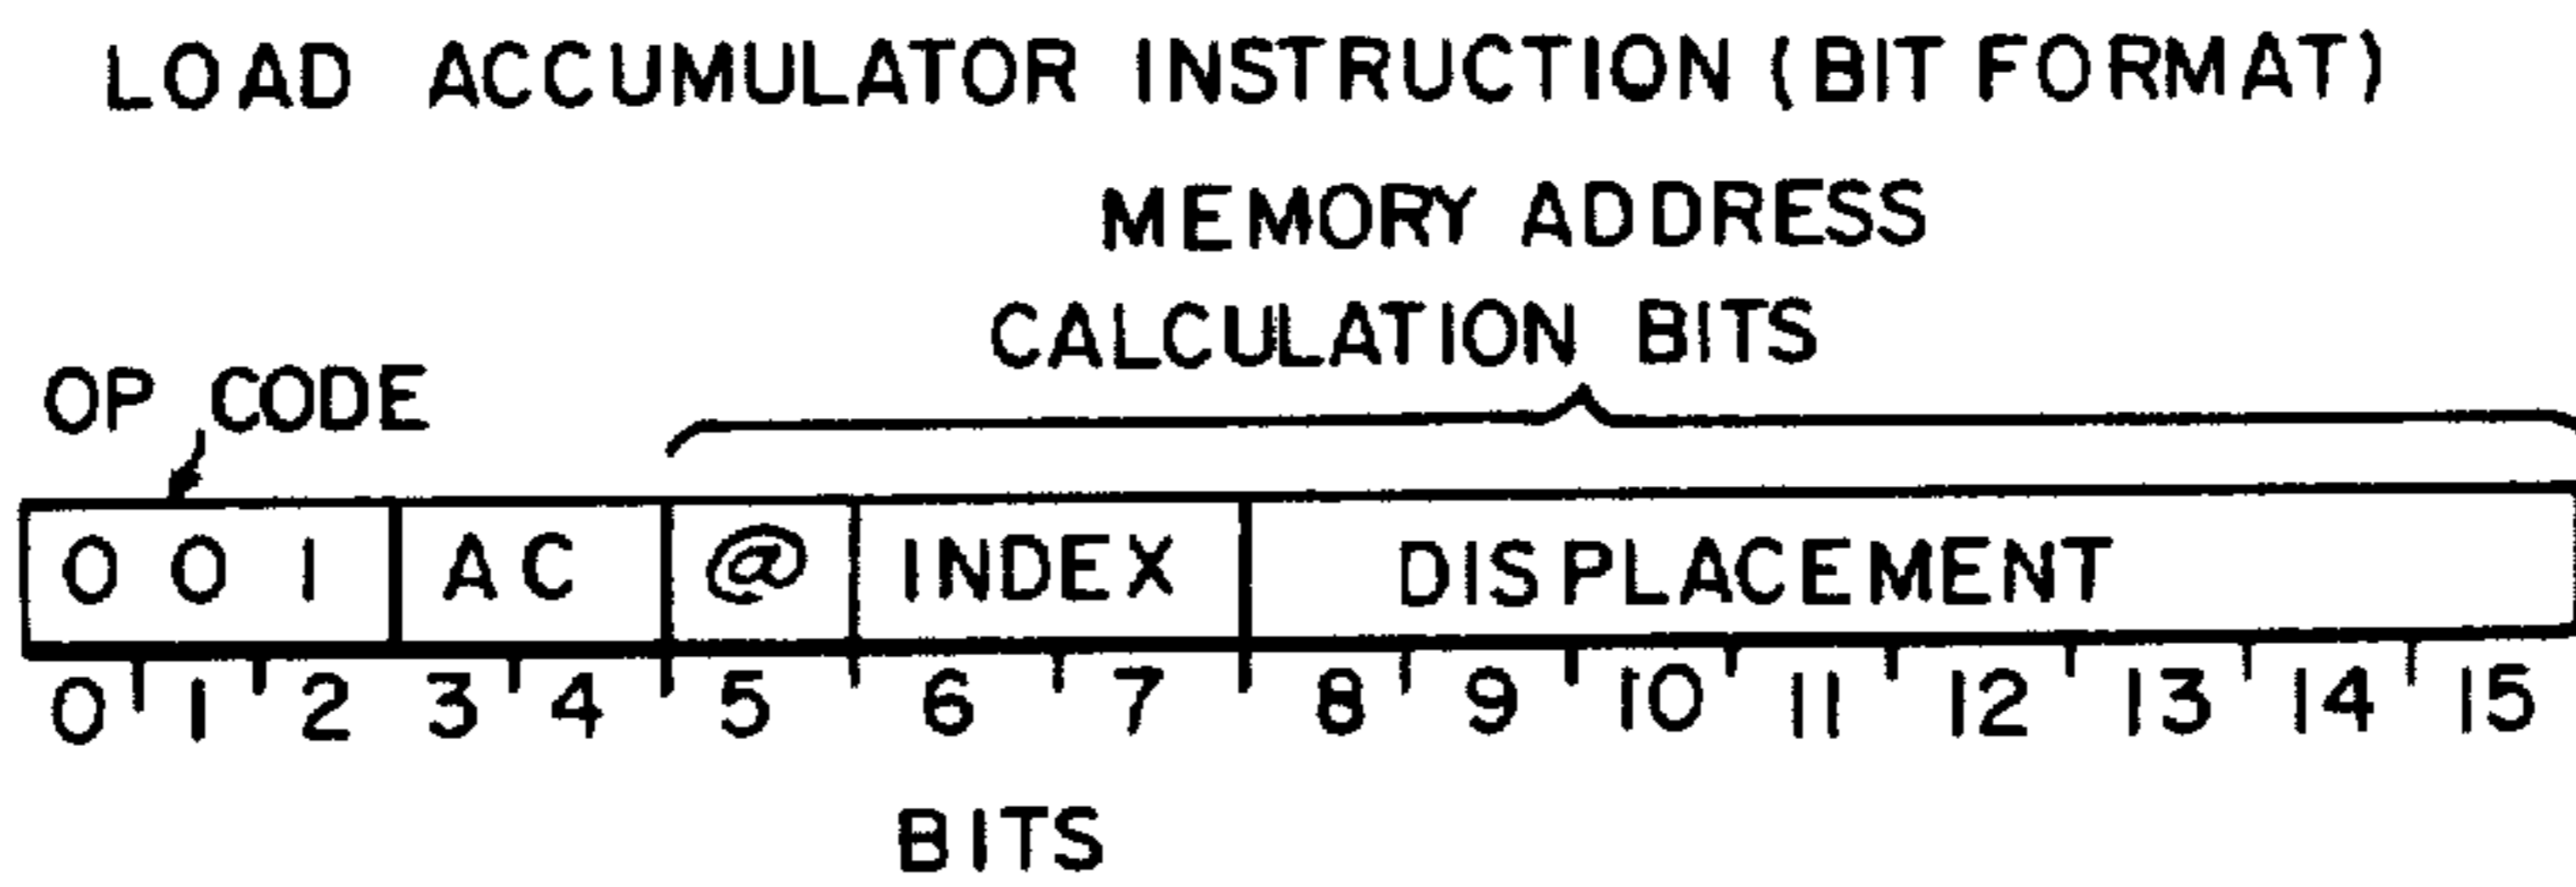 LOAD ACCUMULATOR INSTRUCTION (BIT FORMAT)
MEMORY ADDRESS
CALCULATION BITS
OP CODE
0 0 1 AC @ INDEX DISPLACEMENT
0 1 2 3 4 5 6 7 8 9 10 11 12 13 14 15
BITS